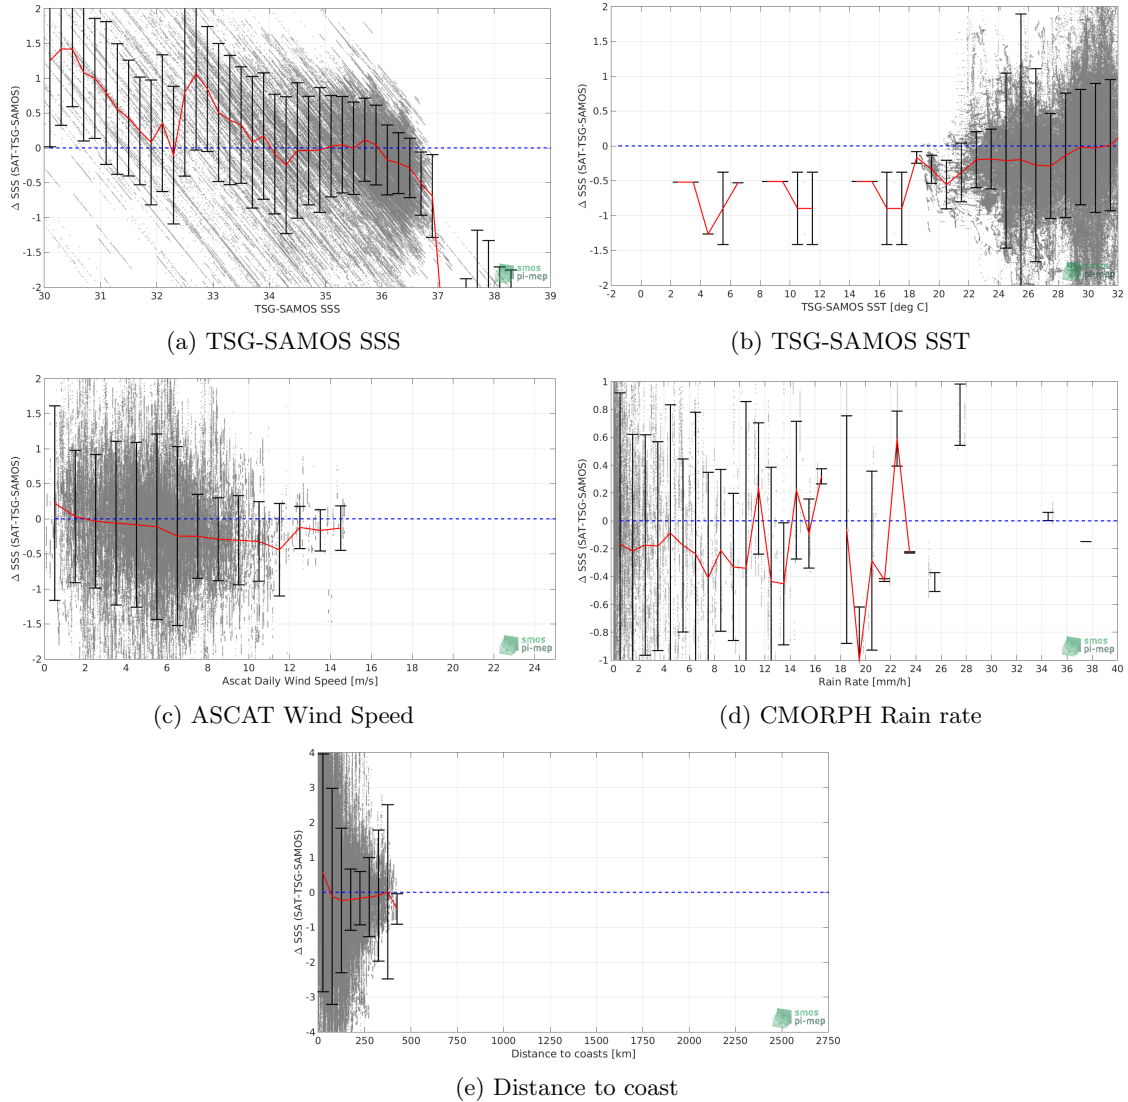 2
1.5
1
0.5
0
-0.5
-1
-1.5
-2
Δ SSS (SAT-TSG-SAMOS)
30 31 32 33 34 35 36 37 38 39
TSG-SAMOS SSS
smos
pi-mep
(a) TSG-SAMOS SSS
2
1.5
1
0.5
0
-0.5
-1
-1.5
-2
Δ SSS (SAT-TSG-SAMOS)
-2 0 2 4 6 8 10 12 14 16 18 20 22 24 26 28 30 32
TSG-SAMOS SST [deg C]
smos
pi-mep
(b) TSG-SAMOS SST
2
1.5
1
0.5
0
-0.5
-1
-1.5
-2
Δ SSS (SAT-TSG-SAMOS)
0 2 4 6 8 10 12 14 16 18 20 22 24
Ascat Daily Wind Speed [m/s]
smos
pi-mep
(c) ASCAT Wind Speed
1
0.8
0.6
0.4
0.2
0
-0.2
-0.4
-0.6
-0.8
-1
Δ SSS (SAT-TSG-SAMOS)
0 2 4 6 8 10 12 14 16 18 20 22 24 26 28 30 32 34 36 38 40
Rain Rate [mm/h]
smos
pi-mep
(d) CMORPH Rain rate
4
3
2
1
0
-1
-2
-3
-4
Δ SSS (SAT-TSG-SAMOS)
0 250 500 750 1000 1250 1500 1750 2000 2250 2500 2750
Distance to coasts [km]
smos
pi-mep
(e) Distance to coast